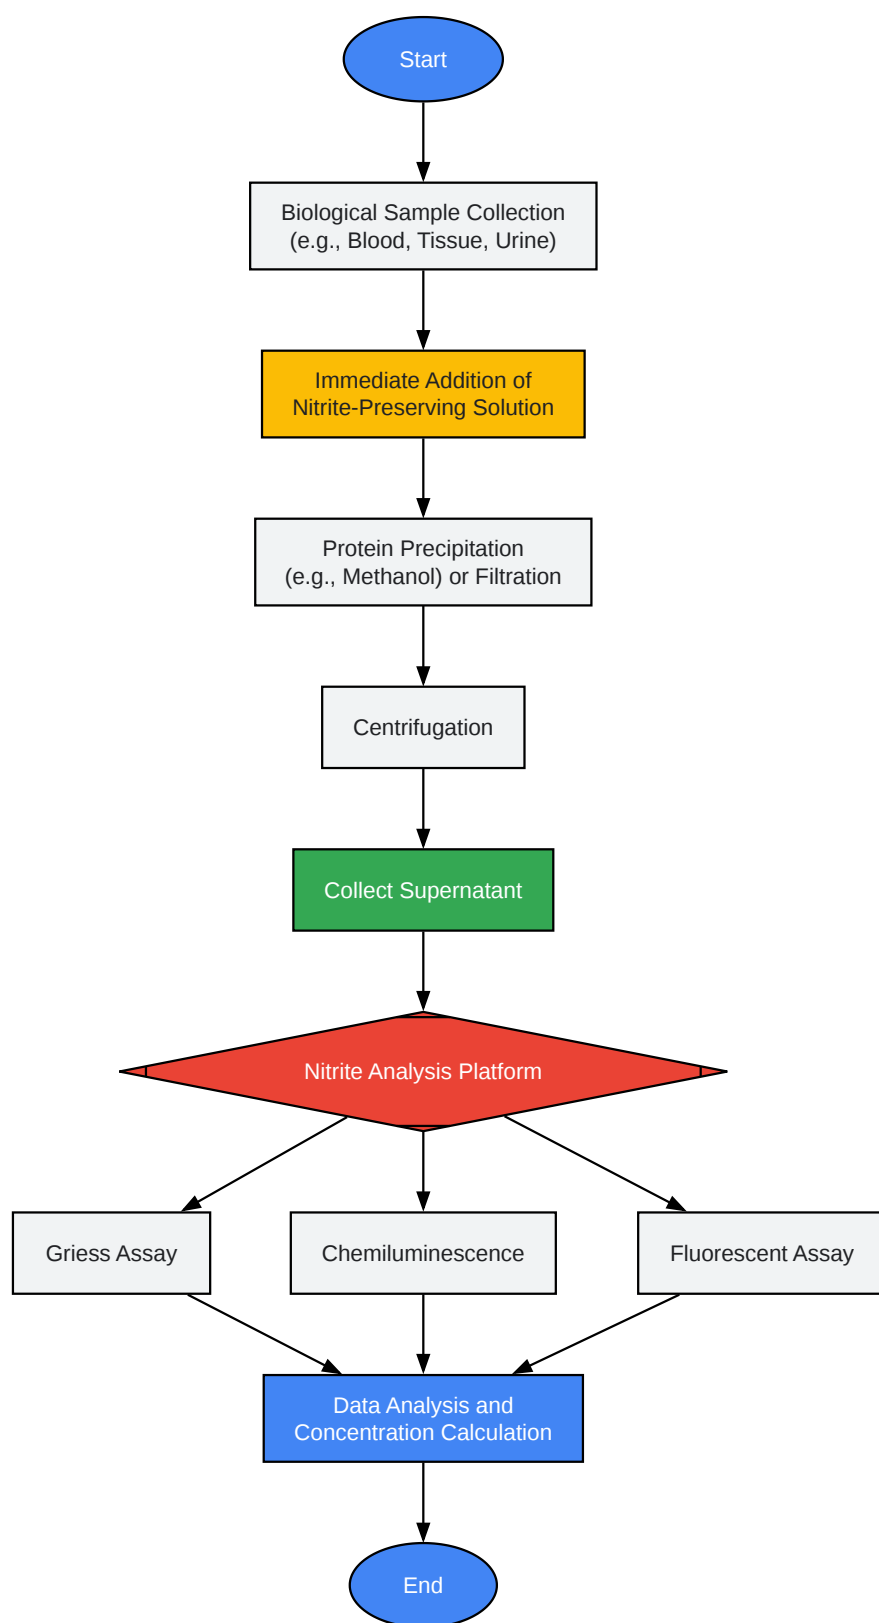 Start
Biological Sample Collection
(e.g., Blood, Tissue, Urine)
Immediate Addition of
Nitrite-Preserving Solution
Protein Precipitation
(e.g., Methanol) or Filtration
Centrifugation
Collect Supernatant
Nitrite Analysis Platform
Griess Assay
Chemiluminescence
Fluorescent Assay
Data Analysis and
Concentration Calculation
End